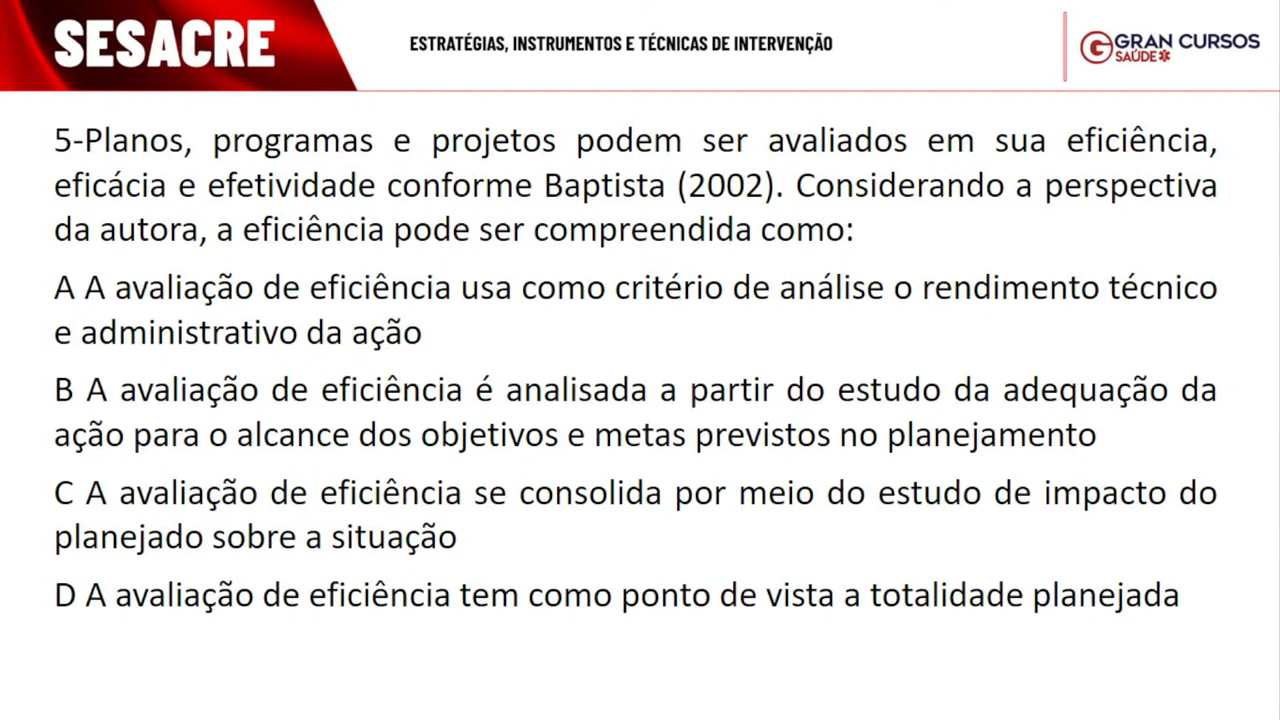 SESACRE
ESTRATÉGIAS, INSTRUMENTOS E TÉCNICAS DE INTERVENÇÃO
GRAN CURSOS
SAÚDE
5-Planos, programas e projetos podem ser avaliados em sua eficiência,
eficácia e efetividade conforme Baptista (2002). Considerando a perspectiva
da autora, a eficiência pode ser compreendida como:
A A avaliação de eficiência usa como critério de análise o rendimento técnico
e administrativo da ação
B A avaliação de eficiência é analisada a partir do estudo da adequação da
ação para o alcance dos objetivos e metas previstos no planejamento
C A avaliação de eficiência se consolida por meio do estudo de impacto do
planejado sobre a situação
D A avaliação de eficiência tem como ponto de vista a totalidade planejada